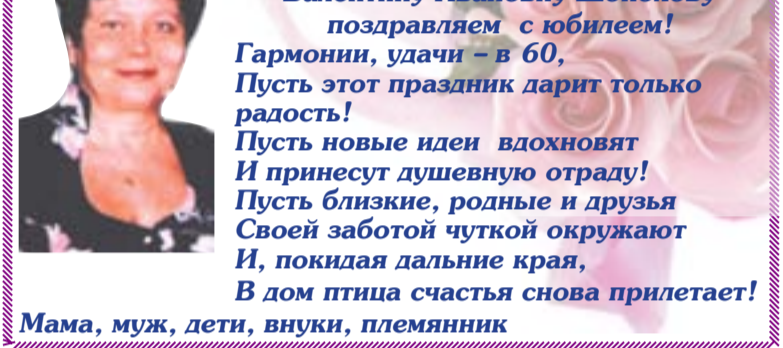 поздравляем с юбилеем!
Гармонии, удачи – в 60,
Пусть этот праздник дарит только
радость!
Пусть новые идеи вдохновят
И принесут душевную отраду!
Пусть близкие, родные и друзья
Своей заботой чуткой окружают
И, покидая дальние края,
В дом птица счастья снова прилетает!
Мама, муж, дети, внуки, племянник